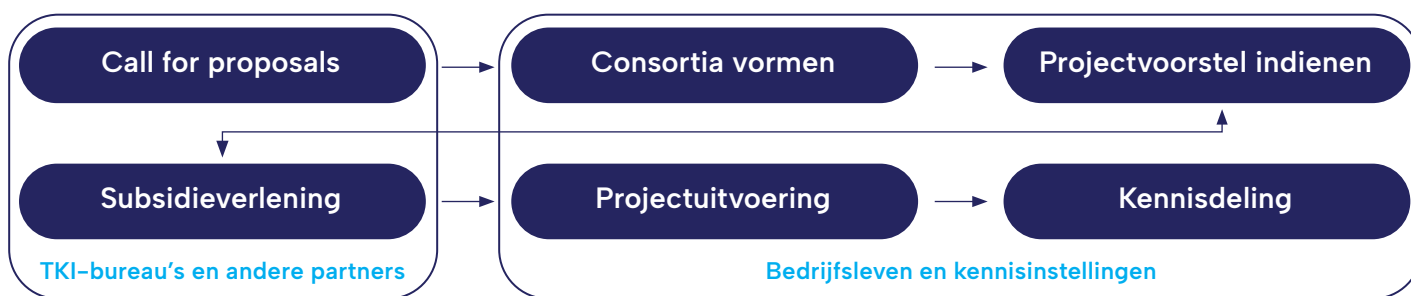 Call for proposals
Consortia vormen
Projectvoorstel indienen
Subsidieverlening
Projectuitvoering
Kennisdeling
TKI-bureau's en andere partners
Bedrijfsleven en kennisinstellingen